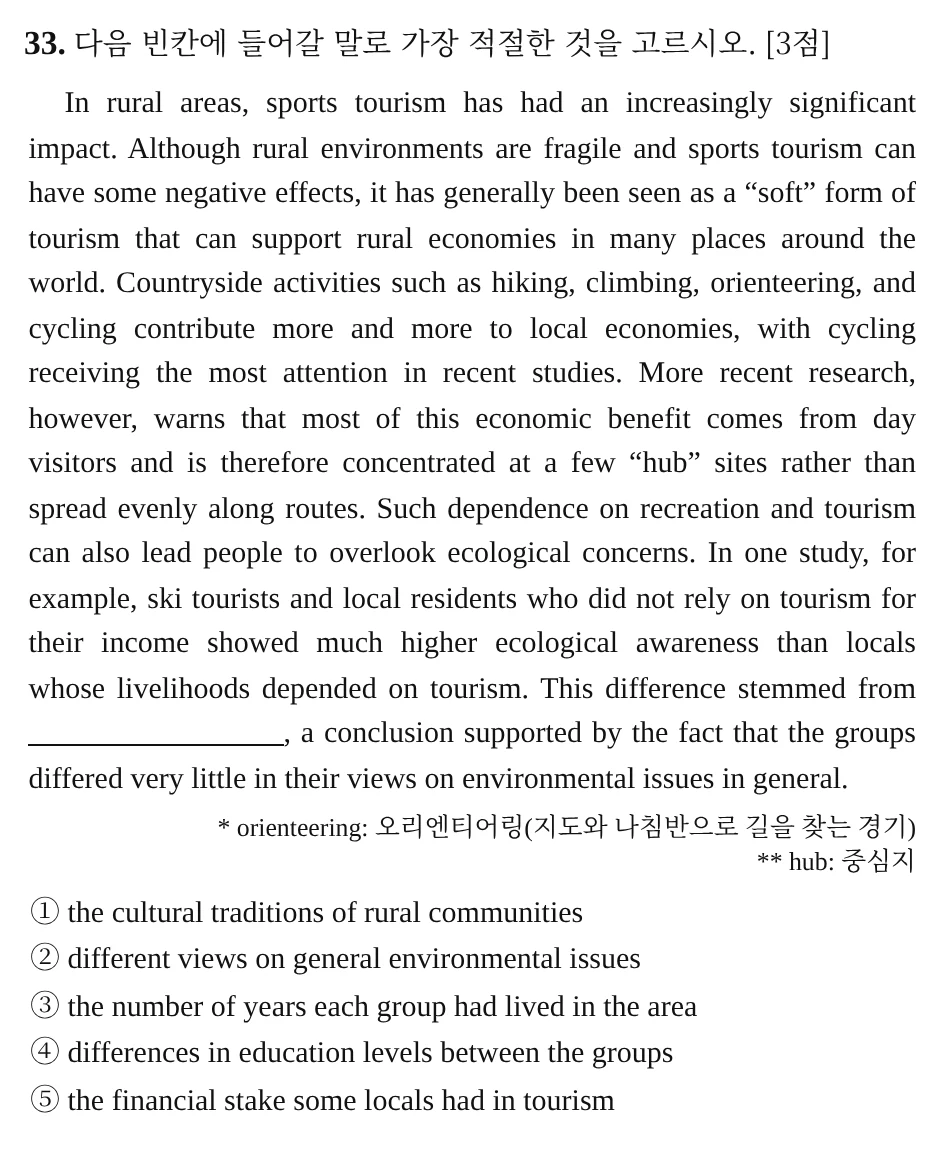 33. 다음 빈칸에 들어갈 말로 가장 적절한 것을 고르시오. [3점]
In rural areas, sports tourism has had an increasingly significant
impact. Although rural environments are fragile and sports tourism can
have some negative effects, it has generally been seen as a “soft” form of
tourism that can support rural economies in many places around the
world. Countryside activities such as hiking, climbing, orienteering, and
cycling contribute more and more to local economies, with cycling
receiving the most attention in recent studies. More recent research,
however, warns that most of this economic benefit comes from day
visitors and is therefore concentrated at a few “hub” sites rather than
spread evenly along routes. Such dependence on recreation and tourism
can also lead people to overlook ecological concerns. In one study, for
example, ski tourists and local residents who did not rely on tourism for
their income showed much higher ecological awareness than locals
whose livelihoods depended on tourism. This difference stemmed from
_________________, a conclusion supported by the fact that the groups
differed very little in their views on environmental issues in general.
* orienteering: 오리엔티어링(지도와 나침반으로 길을 찾는 경기)
** hub: 중심지
① the cultural traditions of rural communities
② different views on general environmental issues
③ the number of years each group had lived in the area
④ differences in education levels between the groups
⑤ the financial stake some locals had in tourism